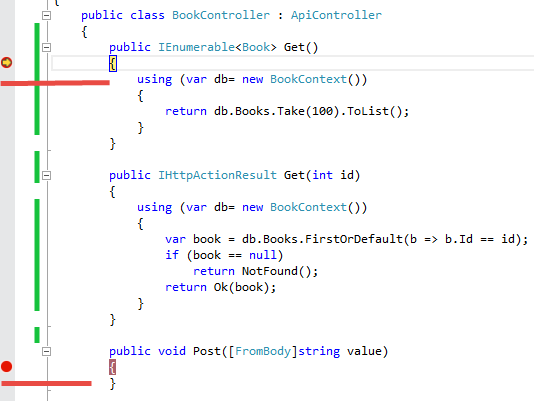 {
public class BookController : ApiController
{
public IEnumerable<Book> Get()
{
using (var db= new BookContext())
{
return db.Books.Take(100).ToList();
}
}
public IHttpActionResult Get(int id)
{
using (var db= new BookContext())
{
var book = db.Books.FirstOrDefault(b => b.Id == id);
if (book == null)
return NotFound();
return Ok(book);
}
}
public void Post([FromBody]string value)
{
}